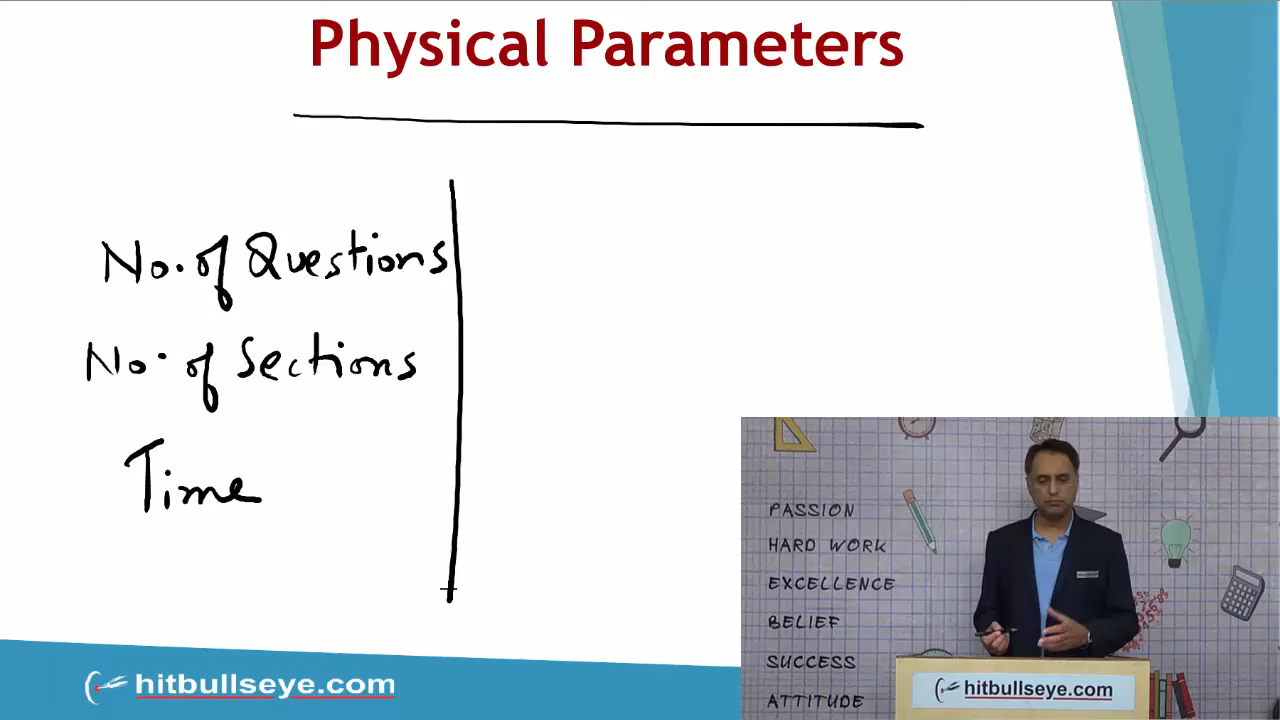 Physical Parameters
No. of Questions
No. of Sections
Time
PASSION
HARD WORK
EXCELLENCE
BELIEF
SUCCESS
ATTITUDE
hitbullseye.com
hitbullseye.com